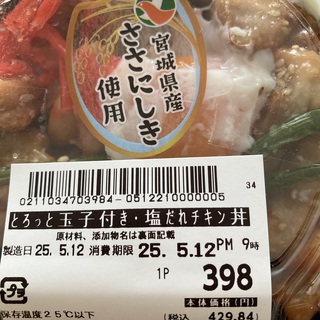 宮城県産
ささにしき
使用
0211034703984-0512210000005
34
とろっと玉子付き・塩だれチキン丼
原材料、添加物名は裏面記載
製造日 25. 5.12 消費期限 25. 5.12 PM 9時
1P 398
本体価格(円)
保存温度25℃以下 (税込 429.84)